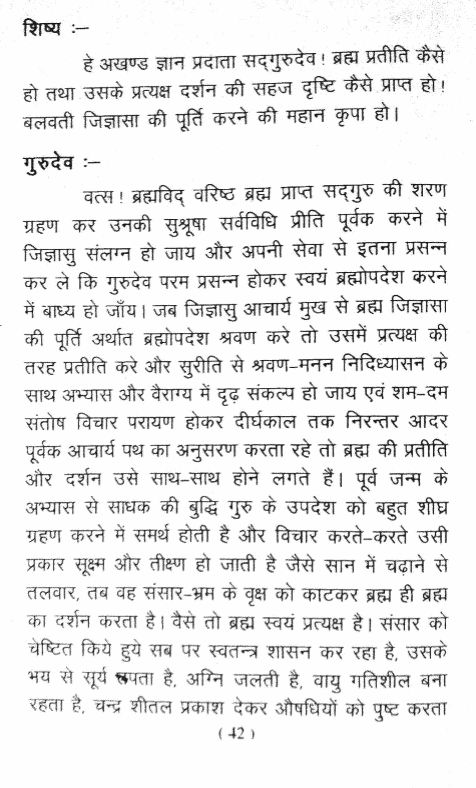 शिष्य :–
हे अखण्ड ज्ञान प्रदाता सद्गुरुदेव! ब्रह्म प्रतीति कैसे
हो तथा उसके प्रत्यक्ष दर्शन की सहज दृष्टि कैसे प्राप्त हो!
बलवती जिज्ञासा की पूर्ति करने की महान कृपा हो।
गुरुदेव :–
वत्स! ब्रह्मविद् वरिष्ठ ब्रह्म प्राप्त सद्गुरु की शरण
ग्रहण कर उनकी सुश्रूषा सर्वविधि प्रीति पूर्वक करने में
जिज्ञासु संलग्न हो जाय और अपनी सेवा से इतना प्रसन्न
कर ले कि गुरुदेव परम प्रसन्न होकर स्वयं ब्रह्मोपदेश करने
में बाध्य हो जाँय। जब जिज्ञासु आचार्य मुख से ब्रह्म जिज्ञासा
की पूर्ति अर्थात ब्रह्मोपदेश श्रवण करे तो उसमें प्रत्यक्ष की
तरह प्रतीति करे और सुरीति से श्रवण–मनन निदिध्यासन के
साथ अभ्यास और वैराग्य में दृढ़ संकल्प हो जाय एवं शम–दम
संतोष विचार परायण होकर दीर्घकाल तक निरन्तर आदर
पूर्वक आचार्य पथ का अनुसरण करता रहे तो ब्रह्म की प्रतीति
और दर्शन उसे साथ–साथ होने लगते हैं। पूर्व जन्म के
अभ्यास से साधक की बुद्धि गुरु के उपदेश को बहुत शीघ्र
ग्रहण करने में समर्थ होती है और विचार करते–करते उसी
प्रकार सूक्ष्म और तीक्ष्ण हो जाती है जैसे सान में चढ़ाने से
तलवार, तब वह संसार–भ्रम के वृक्ष को काटकर ब्रह्म ही ब्रह्म
का दर्शन करता है। वैसे तो ब्रह्म स्वयं प्रत्यक्ष है। संसार को
चेष्टित किये हुये सब पर स्वतन्त्र शासन कर रहा है, उसके
भय से सूर्य तपता है, अग्नि जलती है, वायु गतिशील बना
रहता है, चन्द्र शीतल प्रकाश देकर औषधियों को पुष्ट करता
( 42 )